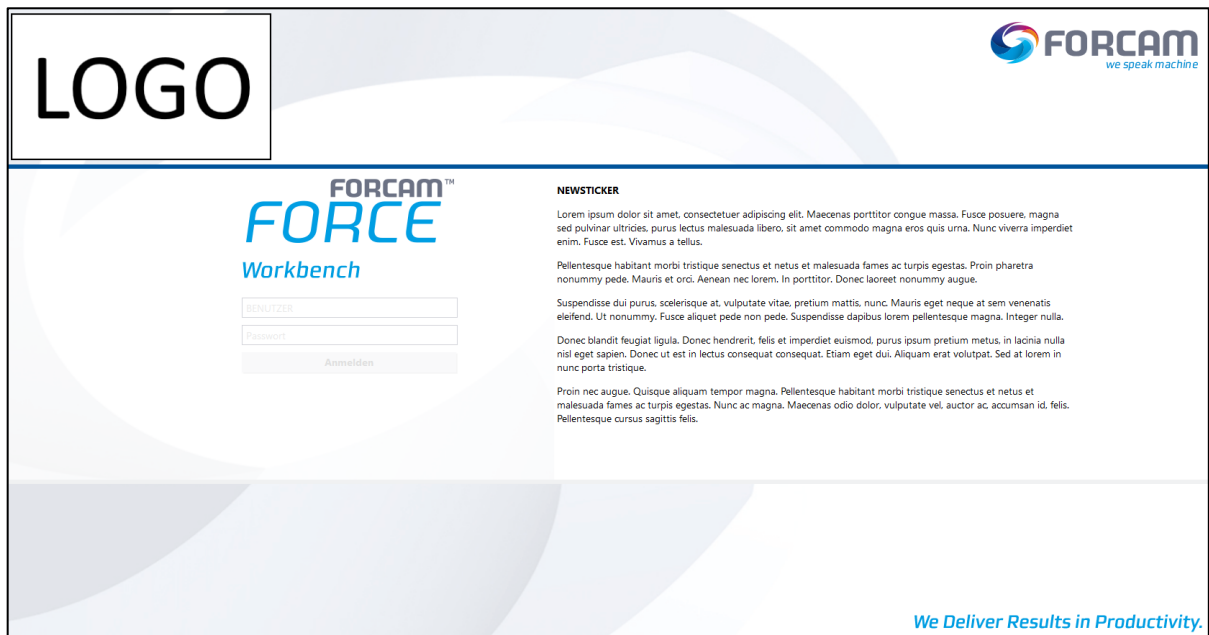 LOGO
FORCAM
we speak machine
FORCAM™
FORCE
Workbench
BENUTZER
Passwort
Anmelden
NEWSTICKER
Lorem ipsum dolor sit amet, consectetuer adipiscing elit. Maecenas porttitor congue massa. Fusce posuere, magna
sed pulvinar ultricies, purus lectus malesuada libero, sit amet commodo magna eros quis urna. Nunc viverra imperdiet
enim. Fusce est. Vivamus a tellus.
Pellentesque habitant morbi tristique senectus et netus et malesuada fames ac turpis egestas. Proin pharetra
nonummy pede. Mauris et orci. Aenean nec lorem. In porttitor. Donec laoreet nonummy augue.
Suspendisse dui purus, scelerisque at, vulputate vitae, pretium mattis, nunc. Mauris eget neque at sem venenatis
eleifend. Ut nonummy. Fusce aliquet pede non pede. Suspendisse dapibus lorem pellentesque magna. Integer nulla.
Donec blandit feugiat ligula. Donec hendrerit, felis et imperdiet euismod, purus ipsum pretium metus, in lacinia nulla
nisl eget sapien. Donec ut est in lectus consequat consequat. Etiam eget dui. Aliquam erat volutpat. Sed at lorem in
nunc porta tristique.
Proin nec augue. Quisque aliquam tempor magna. Pellentesque habitant morbi tristique senectus et netus et
malesuada fames ac turpis egestas. Nunc ac magna. Maecenas odio dolor, vulputate vel, auctor ac, accumsan id, felis.
Pellentesque cursus sagittis felis.
We Deliver Results in Productivity.